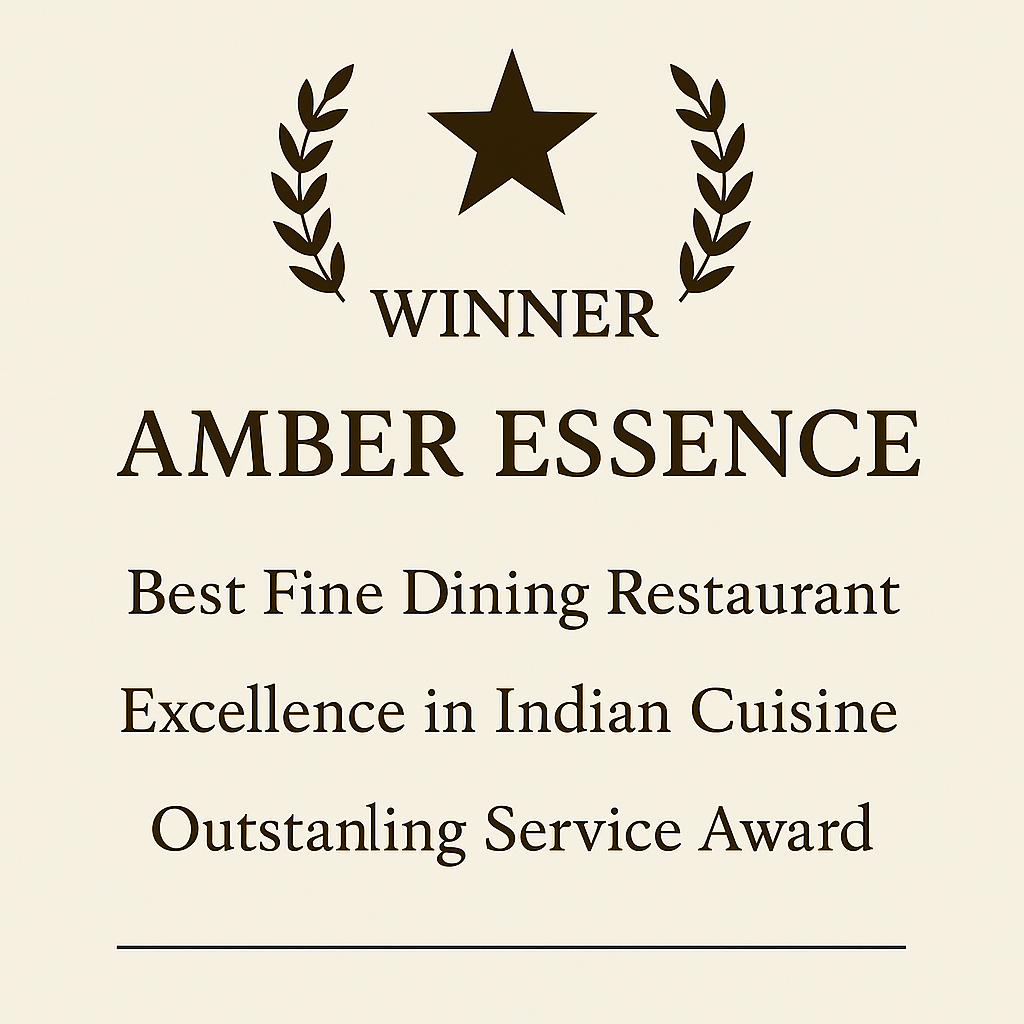 WINNER
AMBER ESSENCE
Best Fine Dining Restaurant
Excellence in Indian Cuisine
Outstanling Service Award